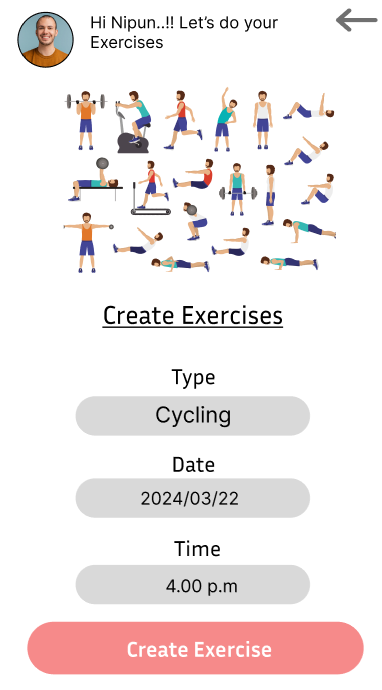 Hi Nipun..!! Let's do your
Exercises
Create Exercises
Type
Cycling
Date
2024/03/22
Time
4.00 p.m
Create Exercise